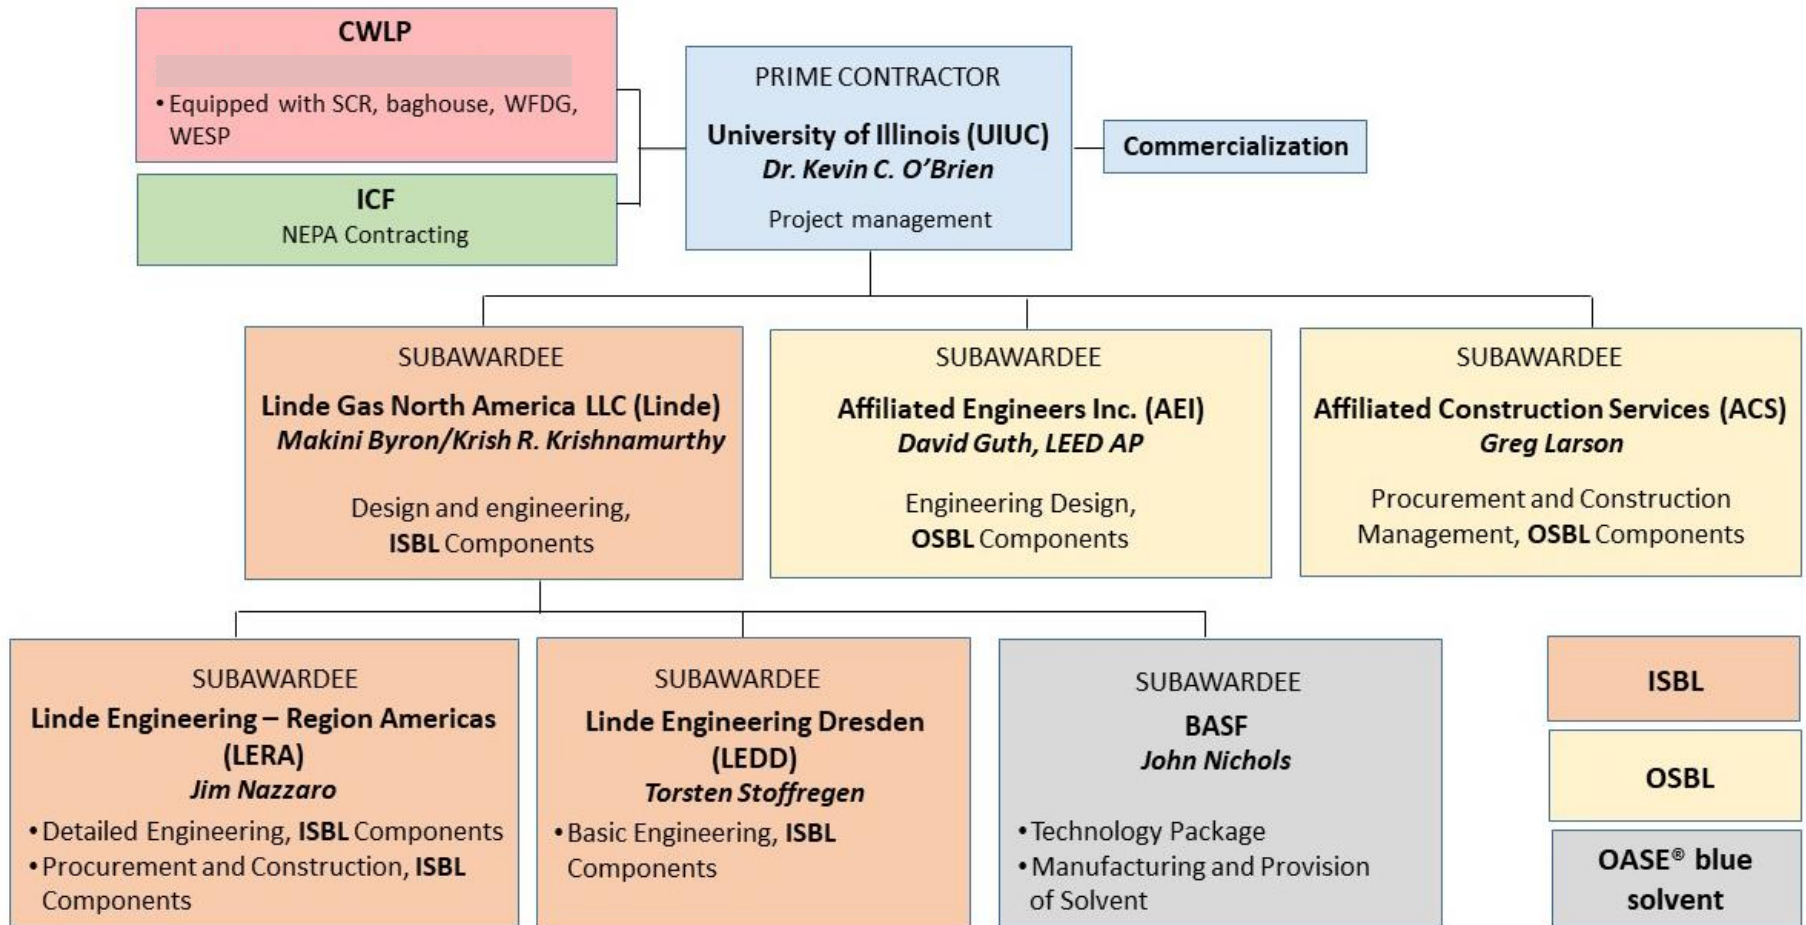 CWLP
• Equipped with SCR, baghouse, WFDG,
WESP
ICF
NEPA Contracting
PRIME CONTRACTOR
University of Illinois (UIUC)
Dr. Kevin C. O’Brien
Project management
Commercialization
SUBAWARDEE
Linde Gas North America LLC (Linde)
Makini Byron/Krish R. Krishnamurthy
Design and engineering,
ISBL Components
SUBAWARDEE
Affiliated Engineers Inc. (AEI)
David Guth, LEED AP
Engineering Design,
OSBL Components
SUBAWARDEE
Affiliated Construction Services (ACS)
Greg Larson
Procurement and Construction
Management, OSBL Components
SUBAWARDEE
Linde Engineering – Region Americas
(LERA)
Jim Nazzaro
• Detailed Engineering, ISBL Components
• Procurement and Construction, ISBL
Components
SUBAWARDEE
Linde Engineering Dresden
(LEDD)
Torsten Stoffregen
• Basic Engineering, ISBL
Components
SUBAWARDEE
BASF
John Nichols
• Technology Package
• Manufacturing and Provision
of Solvent
ISBL
OSBL
OASE® blue
solvent